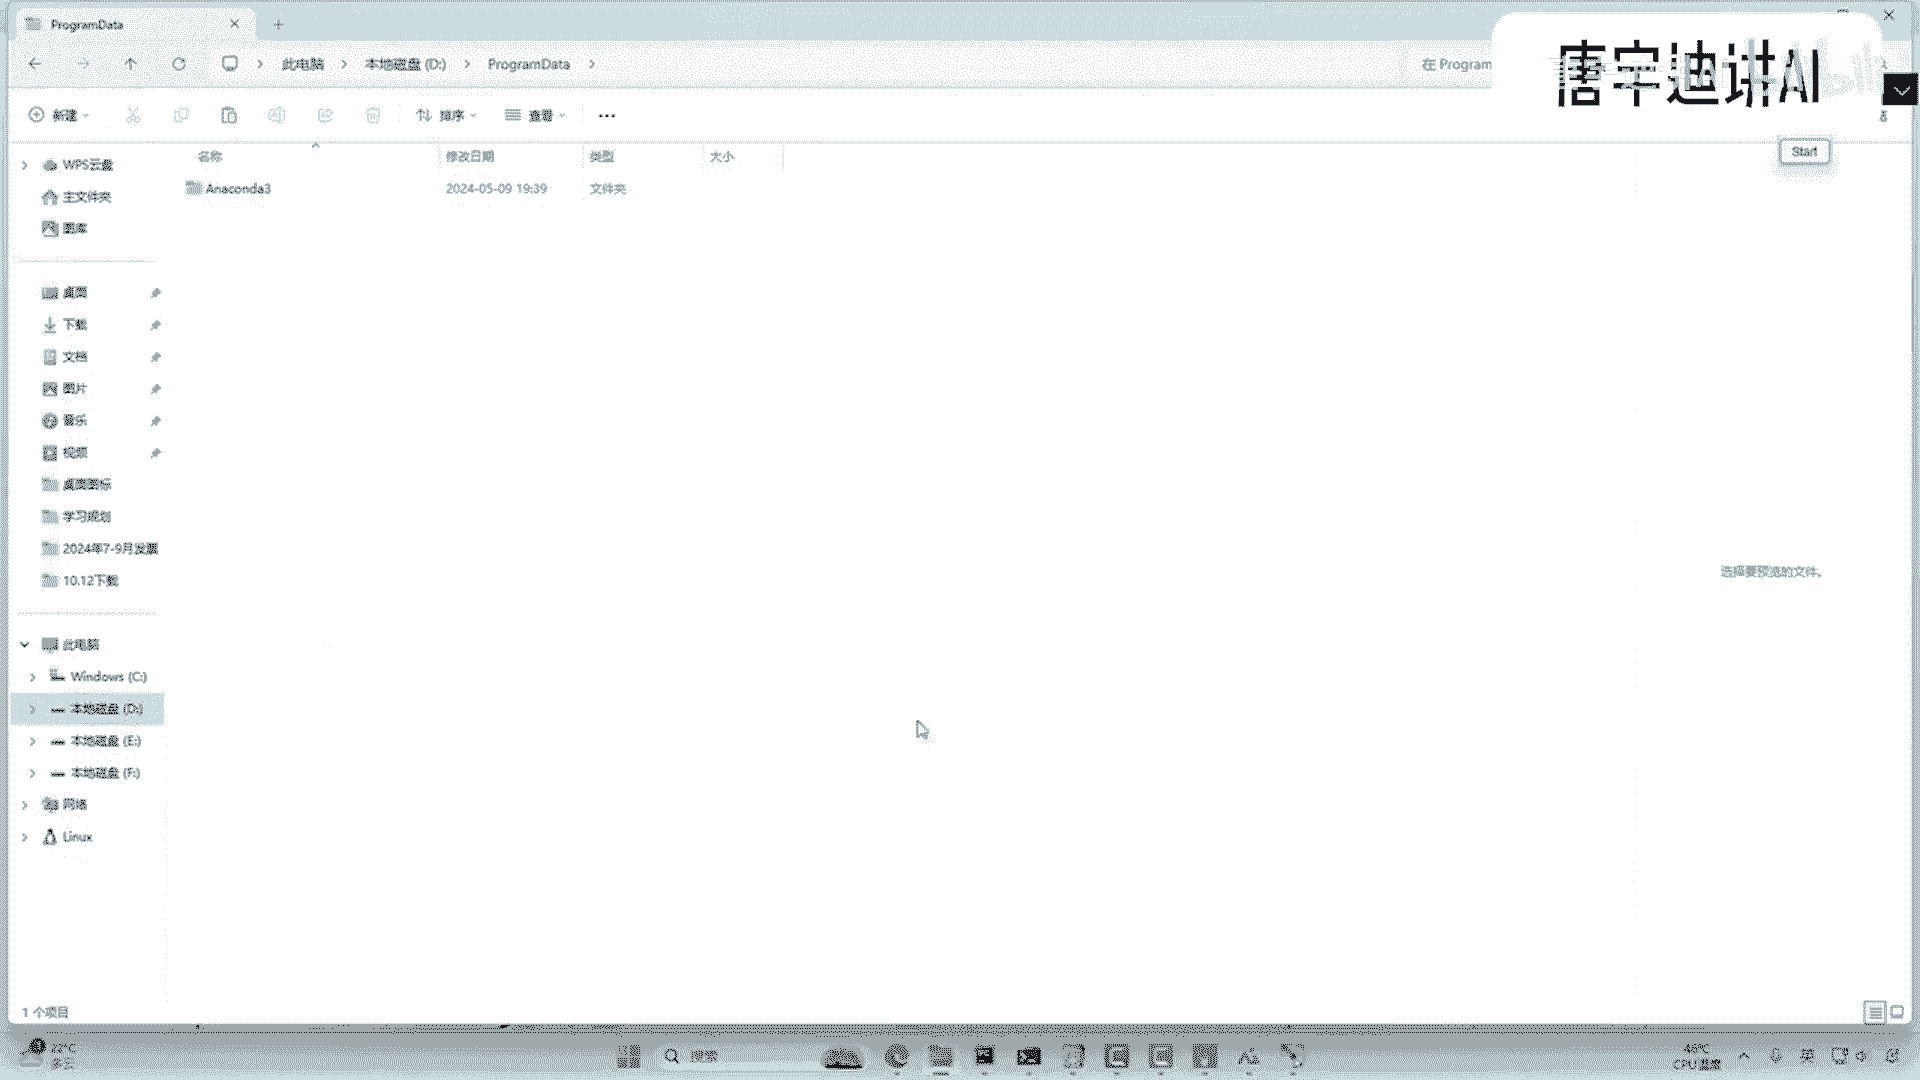 ProgramData
此电脑 本地磁盘 (D:) ProgramData
在 Program
唐宇迪讲AI
新建 排序 查看
Start
名称 修改日期 类型 大小
Anaconda3 2024-05-09 19:39 文件夹
WPS云盘
主文件夹
图库
桌面
下载
文档
图片
音乐
视频
桌面图标
学习规划
2024年7-9月发票
10.12下载
选择要预览的文件。
此电脑
Windows (C:)
本地磁盘 (D:)
本地磁盘 (E:)
本地磁盘 (F:)
网络
Linux
1 个项目
22°C
多云
搜索
46°C
CPU温度
英